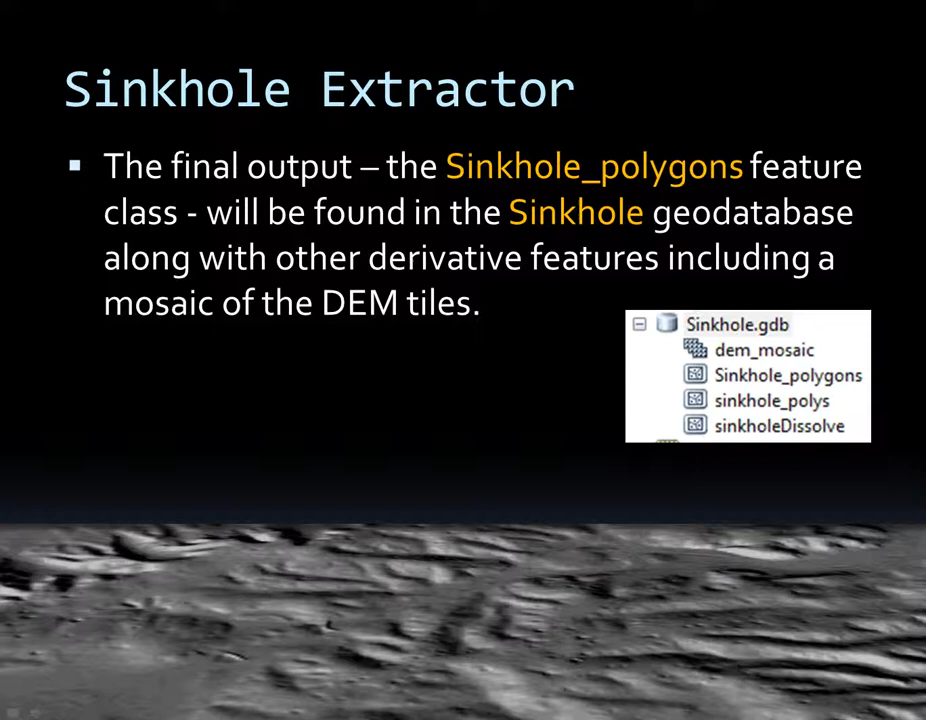 Sinkhole Extractor
▪ The final output – the Sinkhole_polygons feature
class - will be found in the Sinkhole geodatabase
along with other derivative features including a
mosaic of the DEM tiles.
Sinkhole.gdb
dem_mosaic
Sinkhole_polygons
sinkhole_polys
sinkholeDissolve